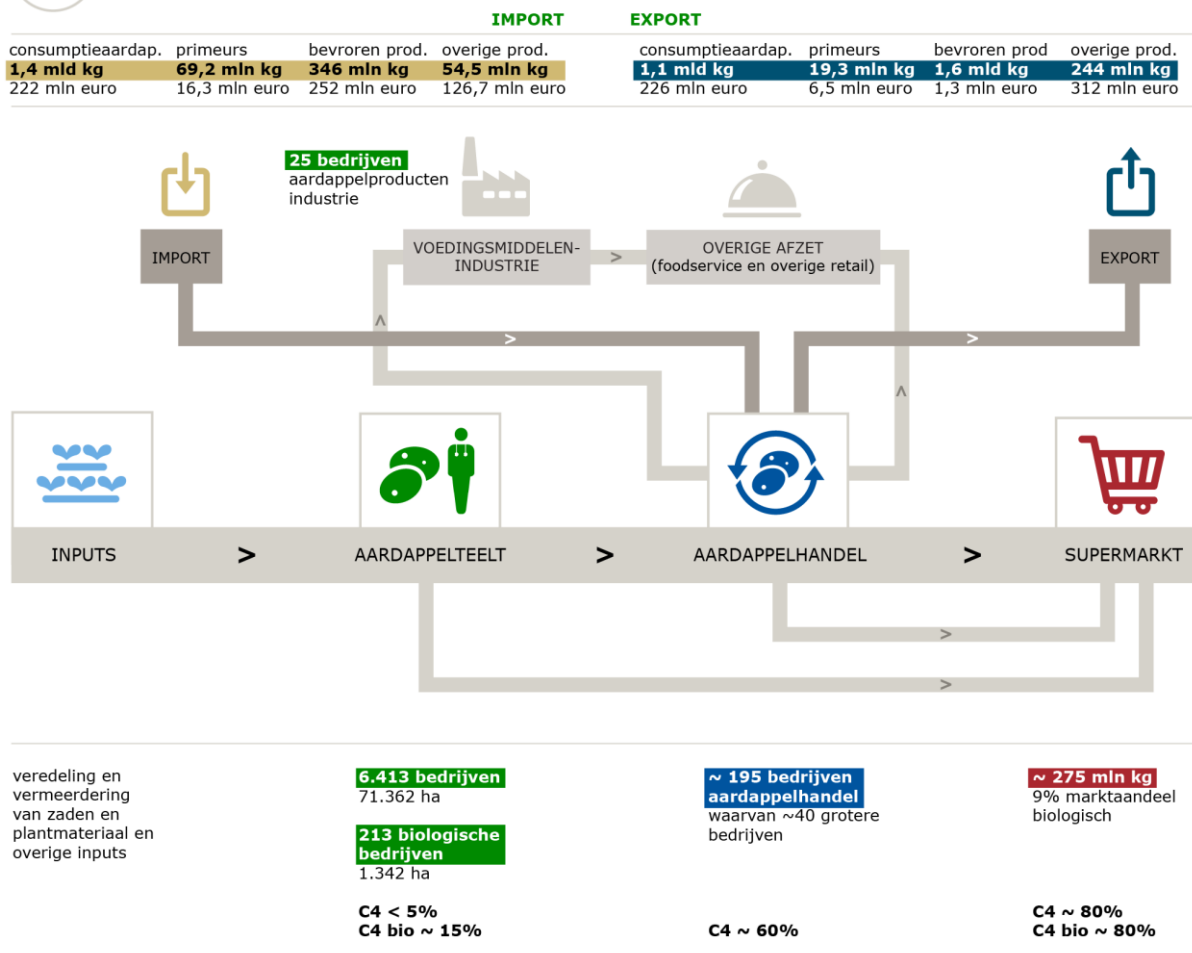 IMPORT EXPORT
consumptieaardap. primeurs bevroren prod. overige prod. consumptieaardap. primeurs bevroren prod overige prod.
1,4 mld kg 69,2 mln kg 346 mln kg 54,5 mln kg 1,1 mld kg 19,3 mln kg 1,6 mld kg 244 mln kg
222 mln euro 16,3 mln euro 252 mln euro 126,7 mln euro 226 mln euro 6,5 mln euro 1,3 mln euro 312 mln euro
25 bedrijven
aardappelproducten
industrie
IMPORT
VOEDINGSMIDDELEN-
INDUSTRIE
>
OVERIGE AFZET
(foodservice en overige retail)
EXPORT
>
>
>
>
INPUTS > AARDAPPELTEELT > AARDAPPELHANDEL > SUPERMARKT
>
>
veredeling en
vermeerdering
van zaden en
plantmateriaal en
overige inputs
6.413 bedrijven
71.362 ha
213 biologische
bedrijven
1.342 ha
C4 < 5%
C4 bio ~ 15%
~ 195 bedrijven
aardappelhandel
waarvan ~40 grotere
bedrijven
C4 ~ 60%
~ 275 mln kg
9% marktaandeel
biologisch
C4 ~ 80%
C4 bio ~ 80%